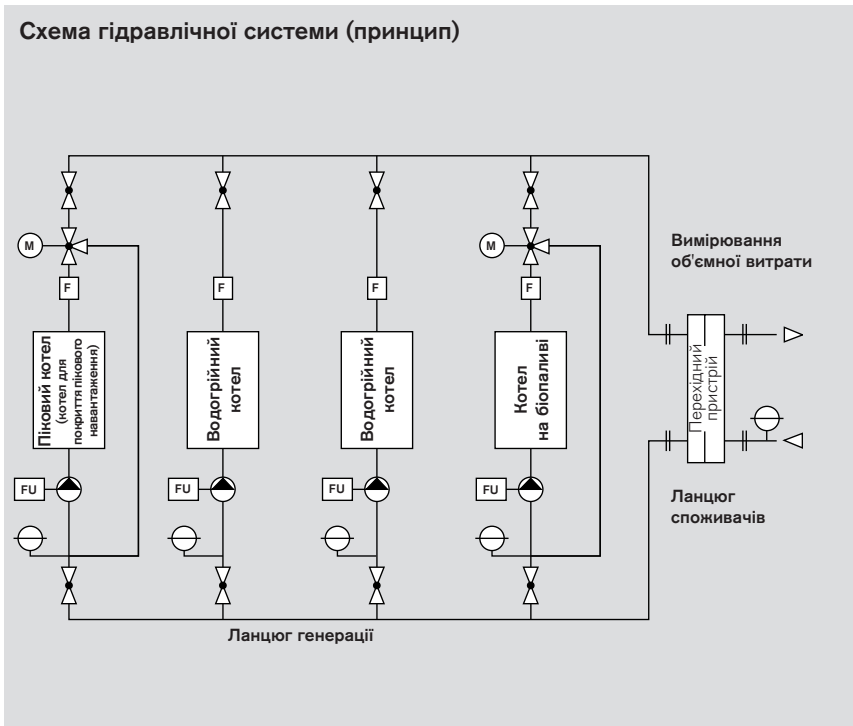 Схема гідравлічної системи (принцип)
M
M
Вимірювання
об'ємної витрати
F
F
F
F
Піковий котел
(котел для
покриття пікового
навантаження)
Водогрійний
котел
Водогрійний
котел
Котел
на біопаливі
Перехідний
пристрій
FU
FU
FU
FU
Ланцюг
споживачів
Ланцюг генерації